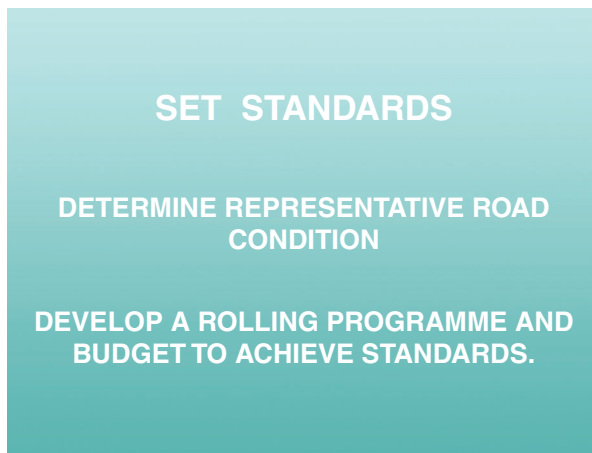 SET STANDARDS
DETERMINE REPRESENTATIVE ROAD
CONDITION
DEVELOP A ROLLING PROGRAMME AND
BUDGET TO ACHIEVE STANDARDS.